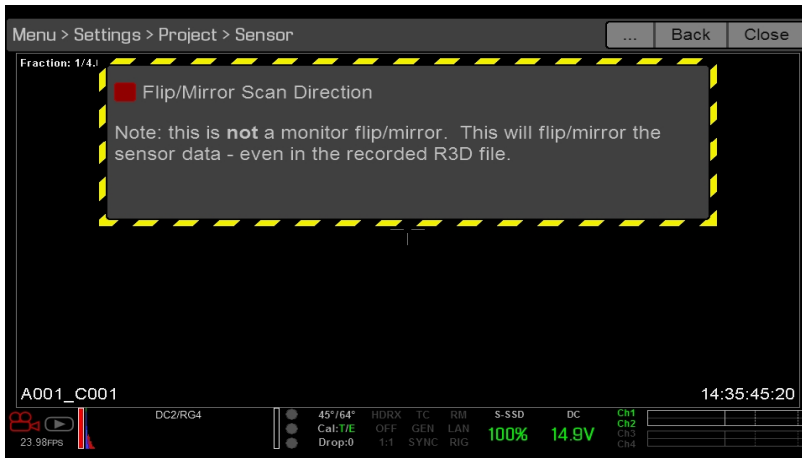 Menu > Settings > Project > Sensor
... Back Close
Fraction: 1/4.
Flip/Mirror Scan Direction
Note: this is not a monitor flip/mirror. This will flip/mirror the
sensor data - even in the recorded R3D file.
A001_C001 14:35:45:20
DC2/RG4 45°/64° HDRX TC RM S-SSD DC Ch1
Cal:T/E OFF GEN LAN 100% 14.9V Ch2
23.98FPS Drop:0 1:1 SYNC RIG Ch3
Ch4